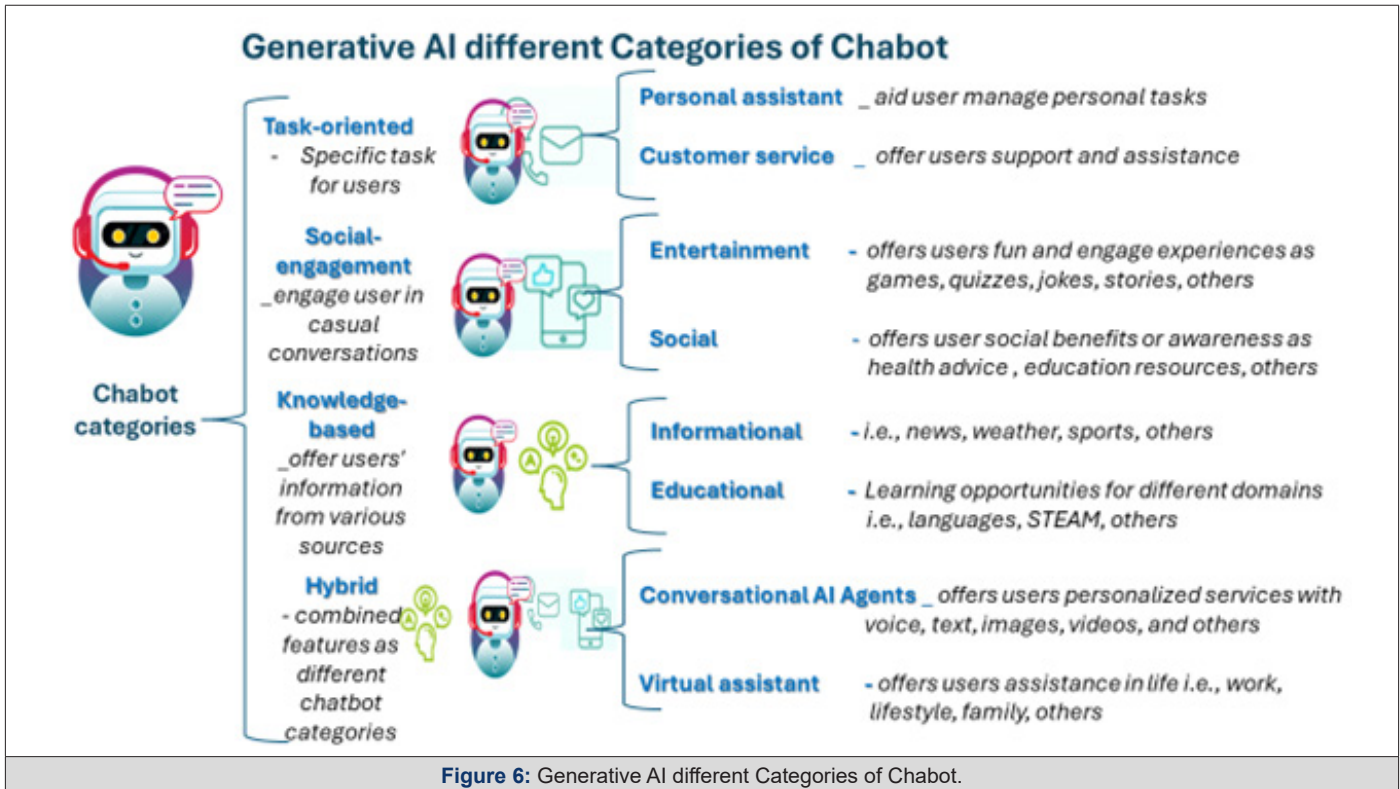 Generative AI different Categories of Chabot
Chabot
categories
Task-oriented
- Specific task
for users
Personal assistant _ aid user manage personal tasks
Customer service _ offer users support and assistance
Social-
engagement
_engage user in
casual
conversations
Entertainment - offers users fun and engage experiences as
games, quizzes, jokes, stories, others
Social - offers user social benefits or awareness as
health advice , education resources, others
Knowledge-
based
_offer users'
information
from various
sources
Informational - i.e., news, weather, sports, others
Educational - Learning opportunities for different domains
i.e., languages, STEAM, others
Hybrid
- combined
features as
different
chatbot
categories
Conversational AI Agents _ offers users personalized services with
voice, text, images, videos, and others
Virtual assistant - offers users assistance in life i.e., work,
lifestyle, family, others
Figure 6: Generative AI different Categories of Chabot.